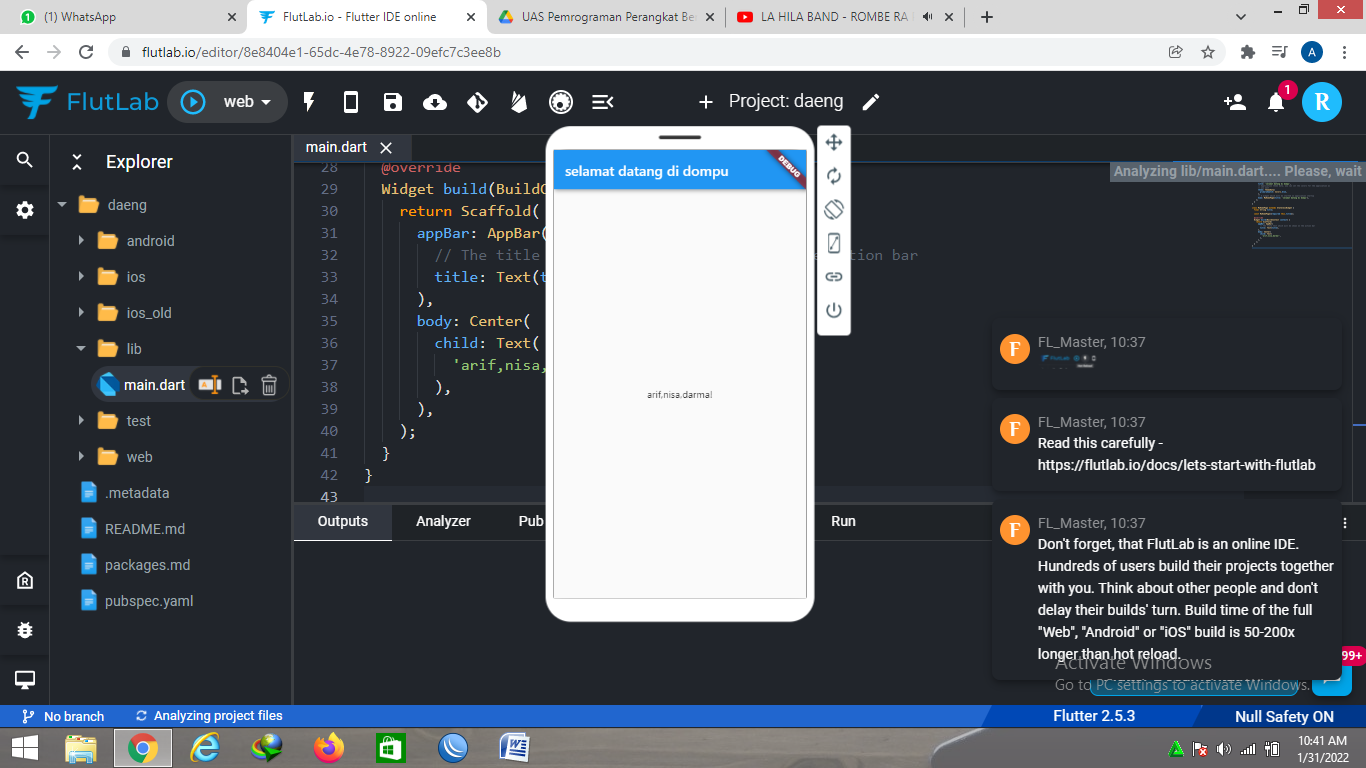 (1) WhatsApp
FlutLab.io - Flutter IDE online
UAS Pemrograman Perangkat Be
LA HILA BAND - ROMBE RA
flutlab.io/editor/8e8404e1-65dc-4e78-8922-09efc7c3ee8b
A
FlutLab
web
Project: daeng
1
R
Explorer
daeng
android
ios
ios_old
lib
main.dart
test
web
.metadata
README.md
packages.md
pubspec.yaml
main.dart
Analyzing lib/main.dart.... Please, wait
28 @override
29 Widget build(BuildC
30 return Scaffold(
31 appBar: AppBar(
32 // The title tion bar
33 title: Text(t
34 ),
35 body: Center(
36 child: Text(
37 'arif,nisa,
38 ),
39 ),
40 );
41 }
42 }
43
selamat datang di dompu
DEBUG
arif,nisa,darma!
Outputs
Analyzer
Pub
Run
F
FL_Master, 10:37
F
FL_Master, 10:37
Read this carefully -
https://flutlab.io/docs/lets-start-with-flutlab
F
FL_Master, 10:37
Don't forget, that FlutLab is an online IDE.
Hundreds of users build their projects together
with you. Think about other people and don't
delay their builds' turn. Build time of the full
"Web", "Android" or "iOS" build is 50-200x
longer than hot reload.
99+
Activate Windows
Go to PC settings to activate Windows.
No branch
Analyzing project files
Flutter 2.5.3
Null Safety ON
10:41 AM
1/31/2022